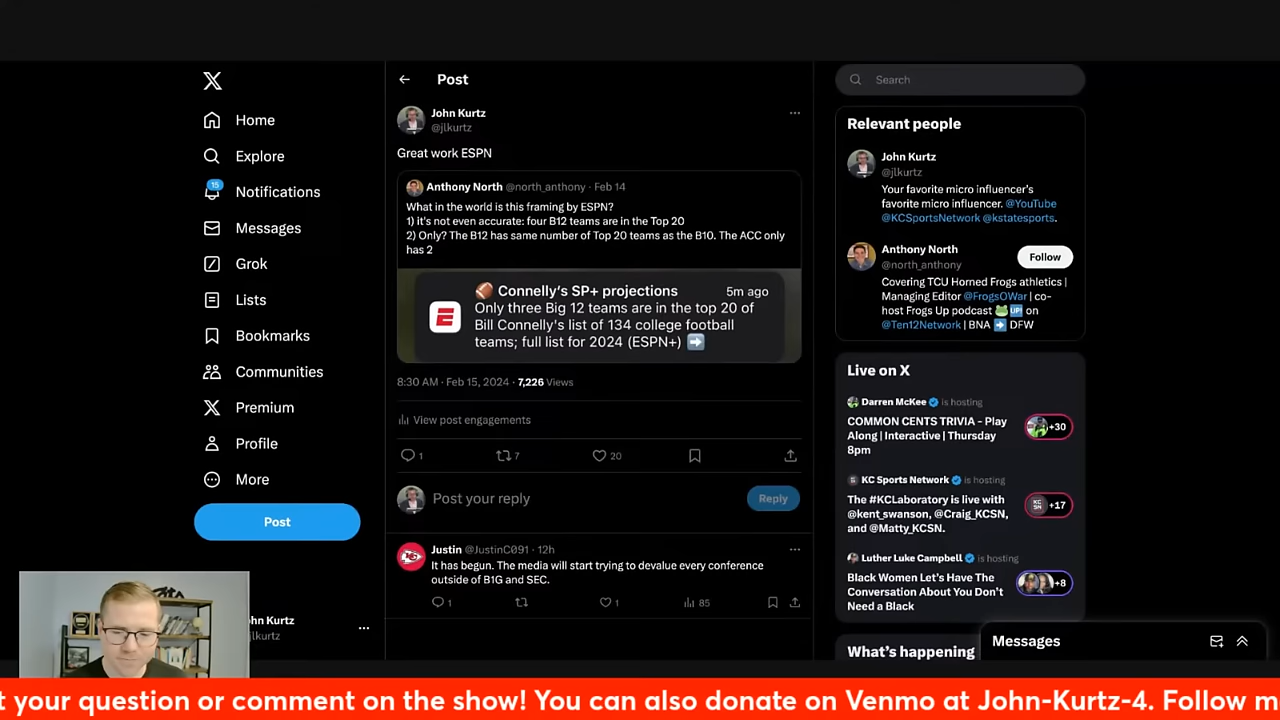 Home
Explore
15
Notifications
Messages
Grok
Lists
Bookmarks
Communities
Premium
Profile
More
Post
hn Kurtz
lkurtz
Post
John Kurtz
@jlkurtz
Great work ESPN
Anthony North @north_anthony · Feb 14
What in the world is this framing by ESPN?
1) it's not even accurate: four B12 teams are in the Top 20
2) Only? The B12 has same number of Top 20 teams as the B10. The ACC only
has 2
🏈 Connelly's SP+ projections 5m ago
Only three Big 12 teams are in the top 20 of
Bill Connelly's list of 134 college football
teams; full list for 2024 (ESPN+) ➡️
8:30 AM · Feb 15, 2024 · 7,226 Views
View post engagements
1 7 20
Post your reply
Reply
Justin @JustinC091 · 12h
It has begun. The media will start trying to devalue every conference
outside of B1G and SEC.
1 1 85
Search
Relevant people
John Kurtz
@jlkurtz
Your favorite micro influencer's
favorite micro influencer. @YouTube
@KCSportsNetwork @kstatesports.
Anthony North
@north_anthony
Follow
Covering TCU Horned Frogs athletics |
Managing Editor @FrogsOWar | co-
host Frogs Up podcast 🐸🆙 on
@Ten12Network | BNA ➡️ DFW
Live on X
Darren McKee is hosting
COMMON CENTS TRIVIA - Play
Along | Interactive | Thursday
8pm
+30
KC Sports Network is hosting
The #KCLaboratory is live with
@kent_swanson, @Craig_KCSN,
and @Matty_KCSN.
+17
Luther Luke Campbell is hosting
Black Women Let's Have The
Conversation About You Don't
Need a Black
+8
What's happening
Messages
t your question or comment on the show! You can also donate on Venmo at John-Kurtz-4. Follow m